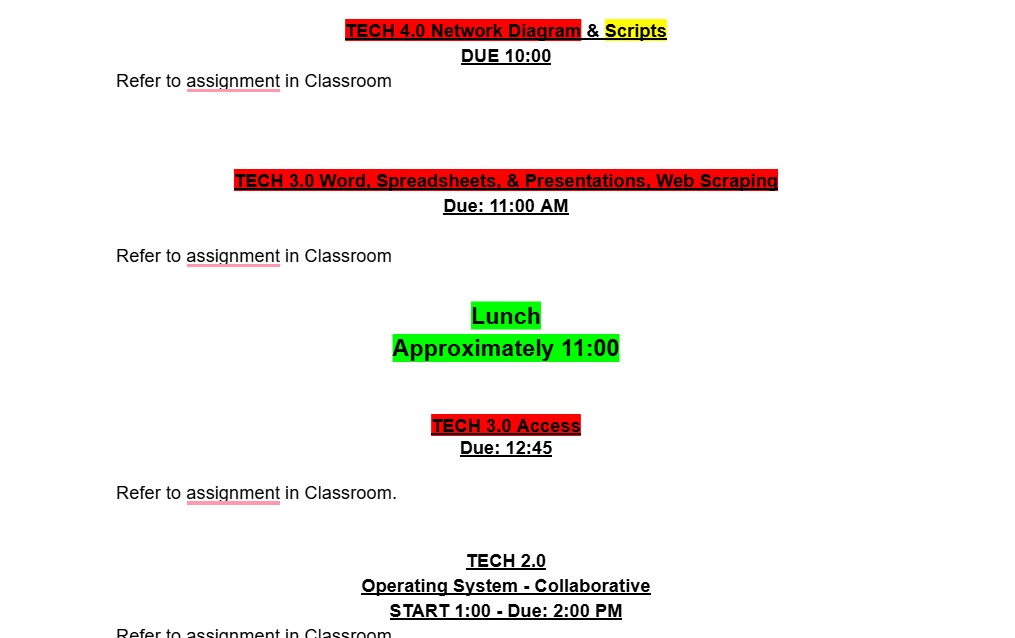 TECH 4.0 Network Diagram & Scripts
DUE 10:00
Refer to assignment in Classroom
TECH 3.0 Word, Spreadsheets, & Presentations, Web Scraping
Due: 11:00 AM
Refer to assignment in Classroom
Lunch
Approximately 11:00
TECH 3.0 Access
Due: 12:45
Refer to assignment in Classroom.
TECH 2.0
Operating System - Collaborative
START 1:00 - Due: 2:00 PM
Refer to assignment in Classroom